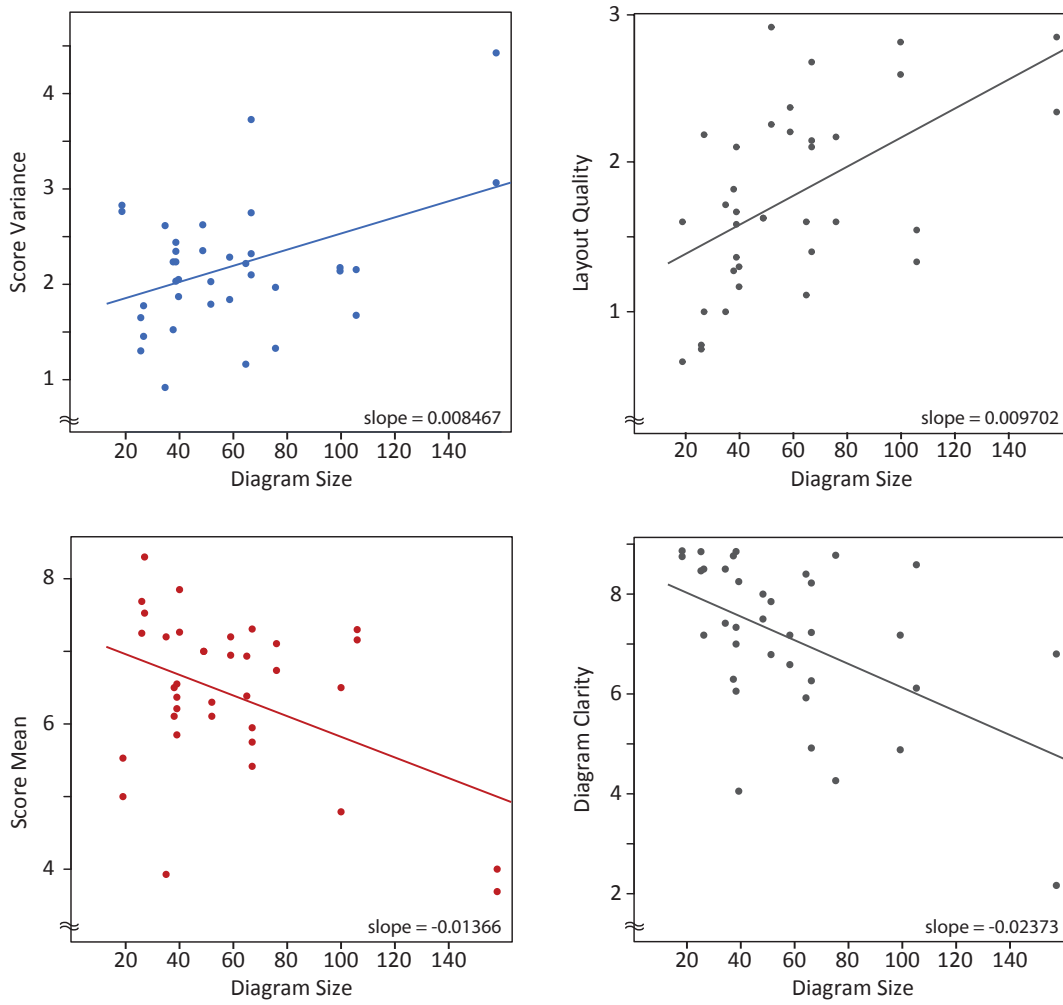 Score Variance
4
3
2
1
slope = 0.008467
20 40 60 80 100 120 140
Diagram Size
Layout Quality
3
2
1
slope = 0.009702
20 40 60 80 100 120 140
Diagram Size
Score Mean
8
6
4
slope = -0.01366
20 40 60 80 100 120 140
Diagram Size
Diagram Clarity
8
6
4
2
slope = -0.02373
20 40 60 80 100 120 140
Diagram Size